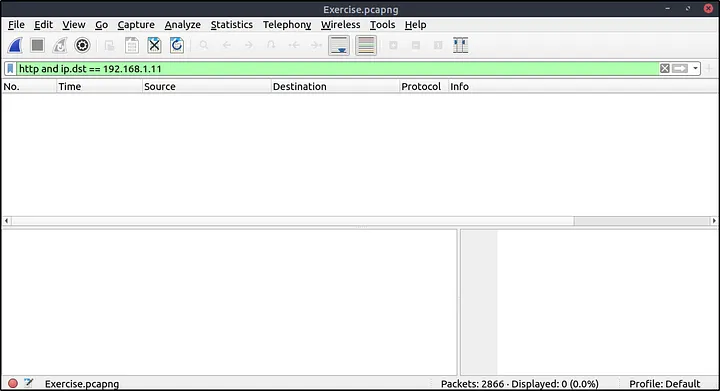 Exercise.pcapng
File Edit View Go Capture Analyze Statistics Telephony Wireless Tools Help
http and ip.dst == 192.168.1.11
No. Time Source Destination Protocol Info
Exercise.pcapng Packets: 2866 · Displayed: 0 (0.0%) Profile: Default